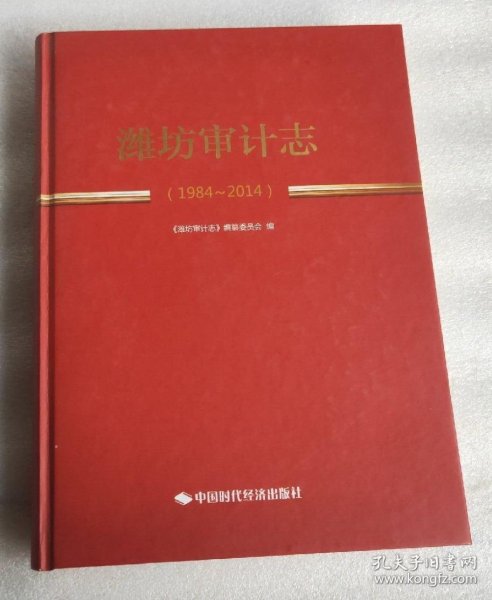 潍坊审计志
（1984~2014）
《潍坊审计志》编纂委员会 编
中国时代经济出版社
孔夫子旧书网
www.kongfz.com